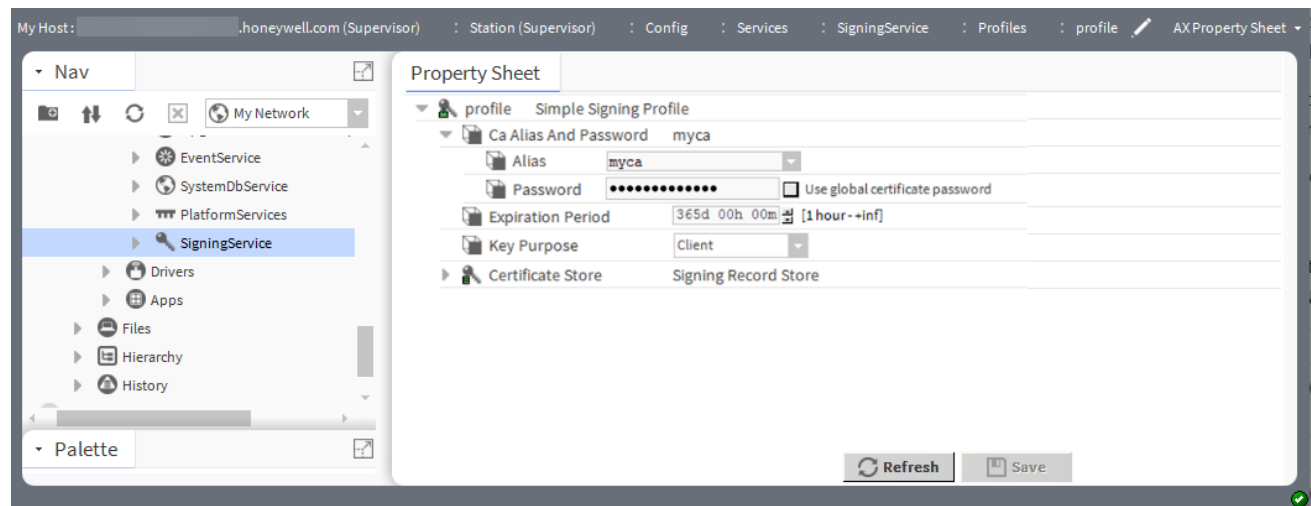 My Host: .honeywell.com (Supervisor) : Station (Supervisor) : Config : Services : SigningService : Profiles : profile AX Property Sheet
Nav
My Network
EventService
SystemDbService
PlatformServices
SigningService
Drivers
Apps
Files
Hierarchy
History
Palette
Property Sheet
profile Simple Signing Profile
Ca Alias And Password myca
Alias myca
Password ••••••••••••• Use global certificate password
Expiration Period 365d 00h 00m [1 hour - +inf]
Key Purpose Client
Certificate Store Signing Record Store
Refresh Save